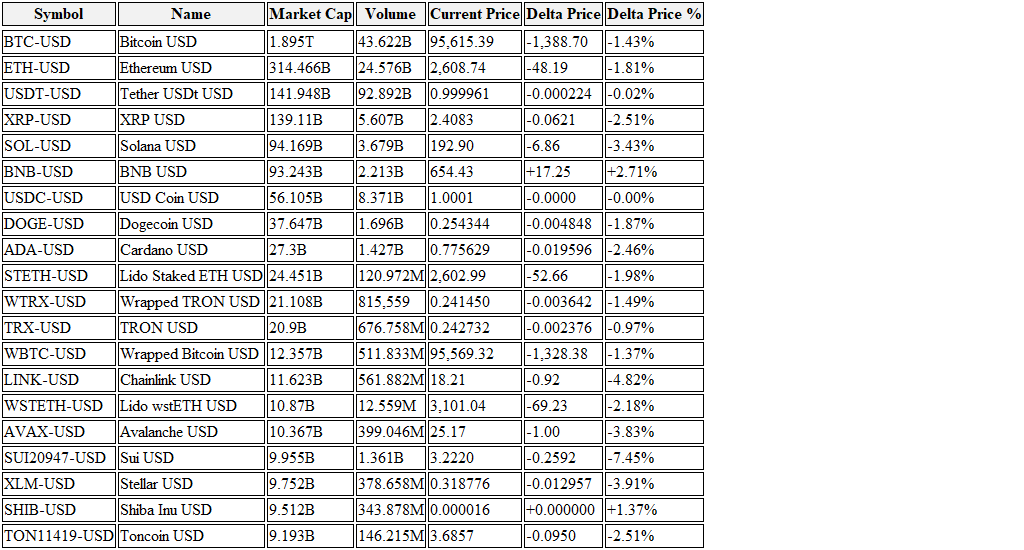 Symbol Name Market Cap Volume Current Price Delta Price Delta Price %
BTC-USD Bitcoin USD 1.895T 43.622B 95,615.39 -1,388.70 -1.43%
ETH-USD Ethereum USD 314.466B 24.576B 2,608.74 -48.19 -1.81%
USDT-USD Tether USDt USD 141.948B 92.892B 0.999961 -0.000224 -0.02%
XRP-USD XRP USD 139.11B 5.607B 2.4083 -0.0621 -2.51%
SOL-USD Solana USD 94.169B 3.679B 192.90 -6.86 -3.43%
BNB-USD BNB USD 93.243B 2.213B 654.43 +17.25 +2.71%
USDC-USD USD Coin USD 56.105B 8.371B 1.0001 -0.0000 -0.00%
DOGE-USD Dogecoin USD 37.647B 1.696B 0.254344 -0.004848 -1.87%
ADA-USD Cardano USD 27.3B 1.427B 0.775629 -0.019596 -2.46%
STETH-USD Lido Staked ETH USD 24.451B 120.972M 2,602.99 -52.66 -1.98%
WTRX-USD Wrapped TRON USD 21.108B 815,559 0.241450 -0.003642 -1.49%
TRX-USD TRON USD 20.9B 676.758M 0.242732 -0.002376 -0.97%
WBTC-USD Wrapped Bitcoin USD 12.357B 511.833M 95,569.32 -1,328.38 -1.37%
LINK-USD Chainlink USD 11.623B 561.882M 18.21 -0.92 -4.82%
WSTETH-USD Lido wstETH USD 10.87B 12.559M 3,101.04 -69.23 -2.18%
AVAX-USD Avalanche USD 10.367B 399.046M 25.17 -1.00 -3.83%
SUI20947-USD Sui USD 9.955B 1.361B 3.2220 -0.2592 -7.45%
XLM-USD Stellar USD 9.752B 378.658M 0.318776 -0.012957 -3.91%
SHIB-USD Shiba Inu USD 9.512B 343.878M 0.000016 +0.000000 +1.37%
TON11419-USD Toncoin USD 9.193B 146.215M 3.6857 -0.0950 -2.51%